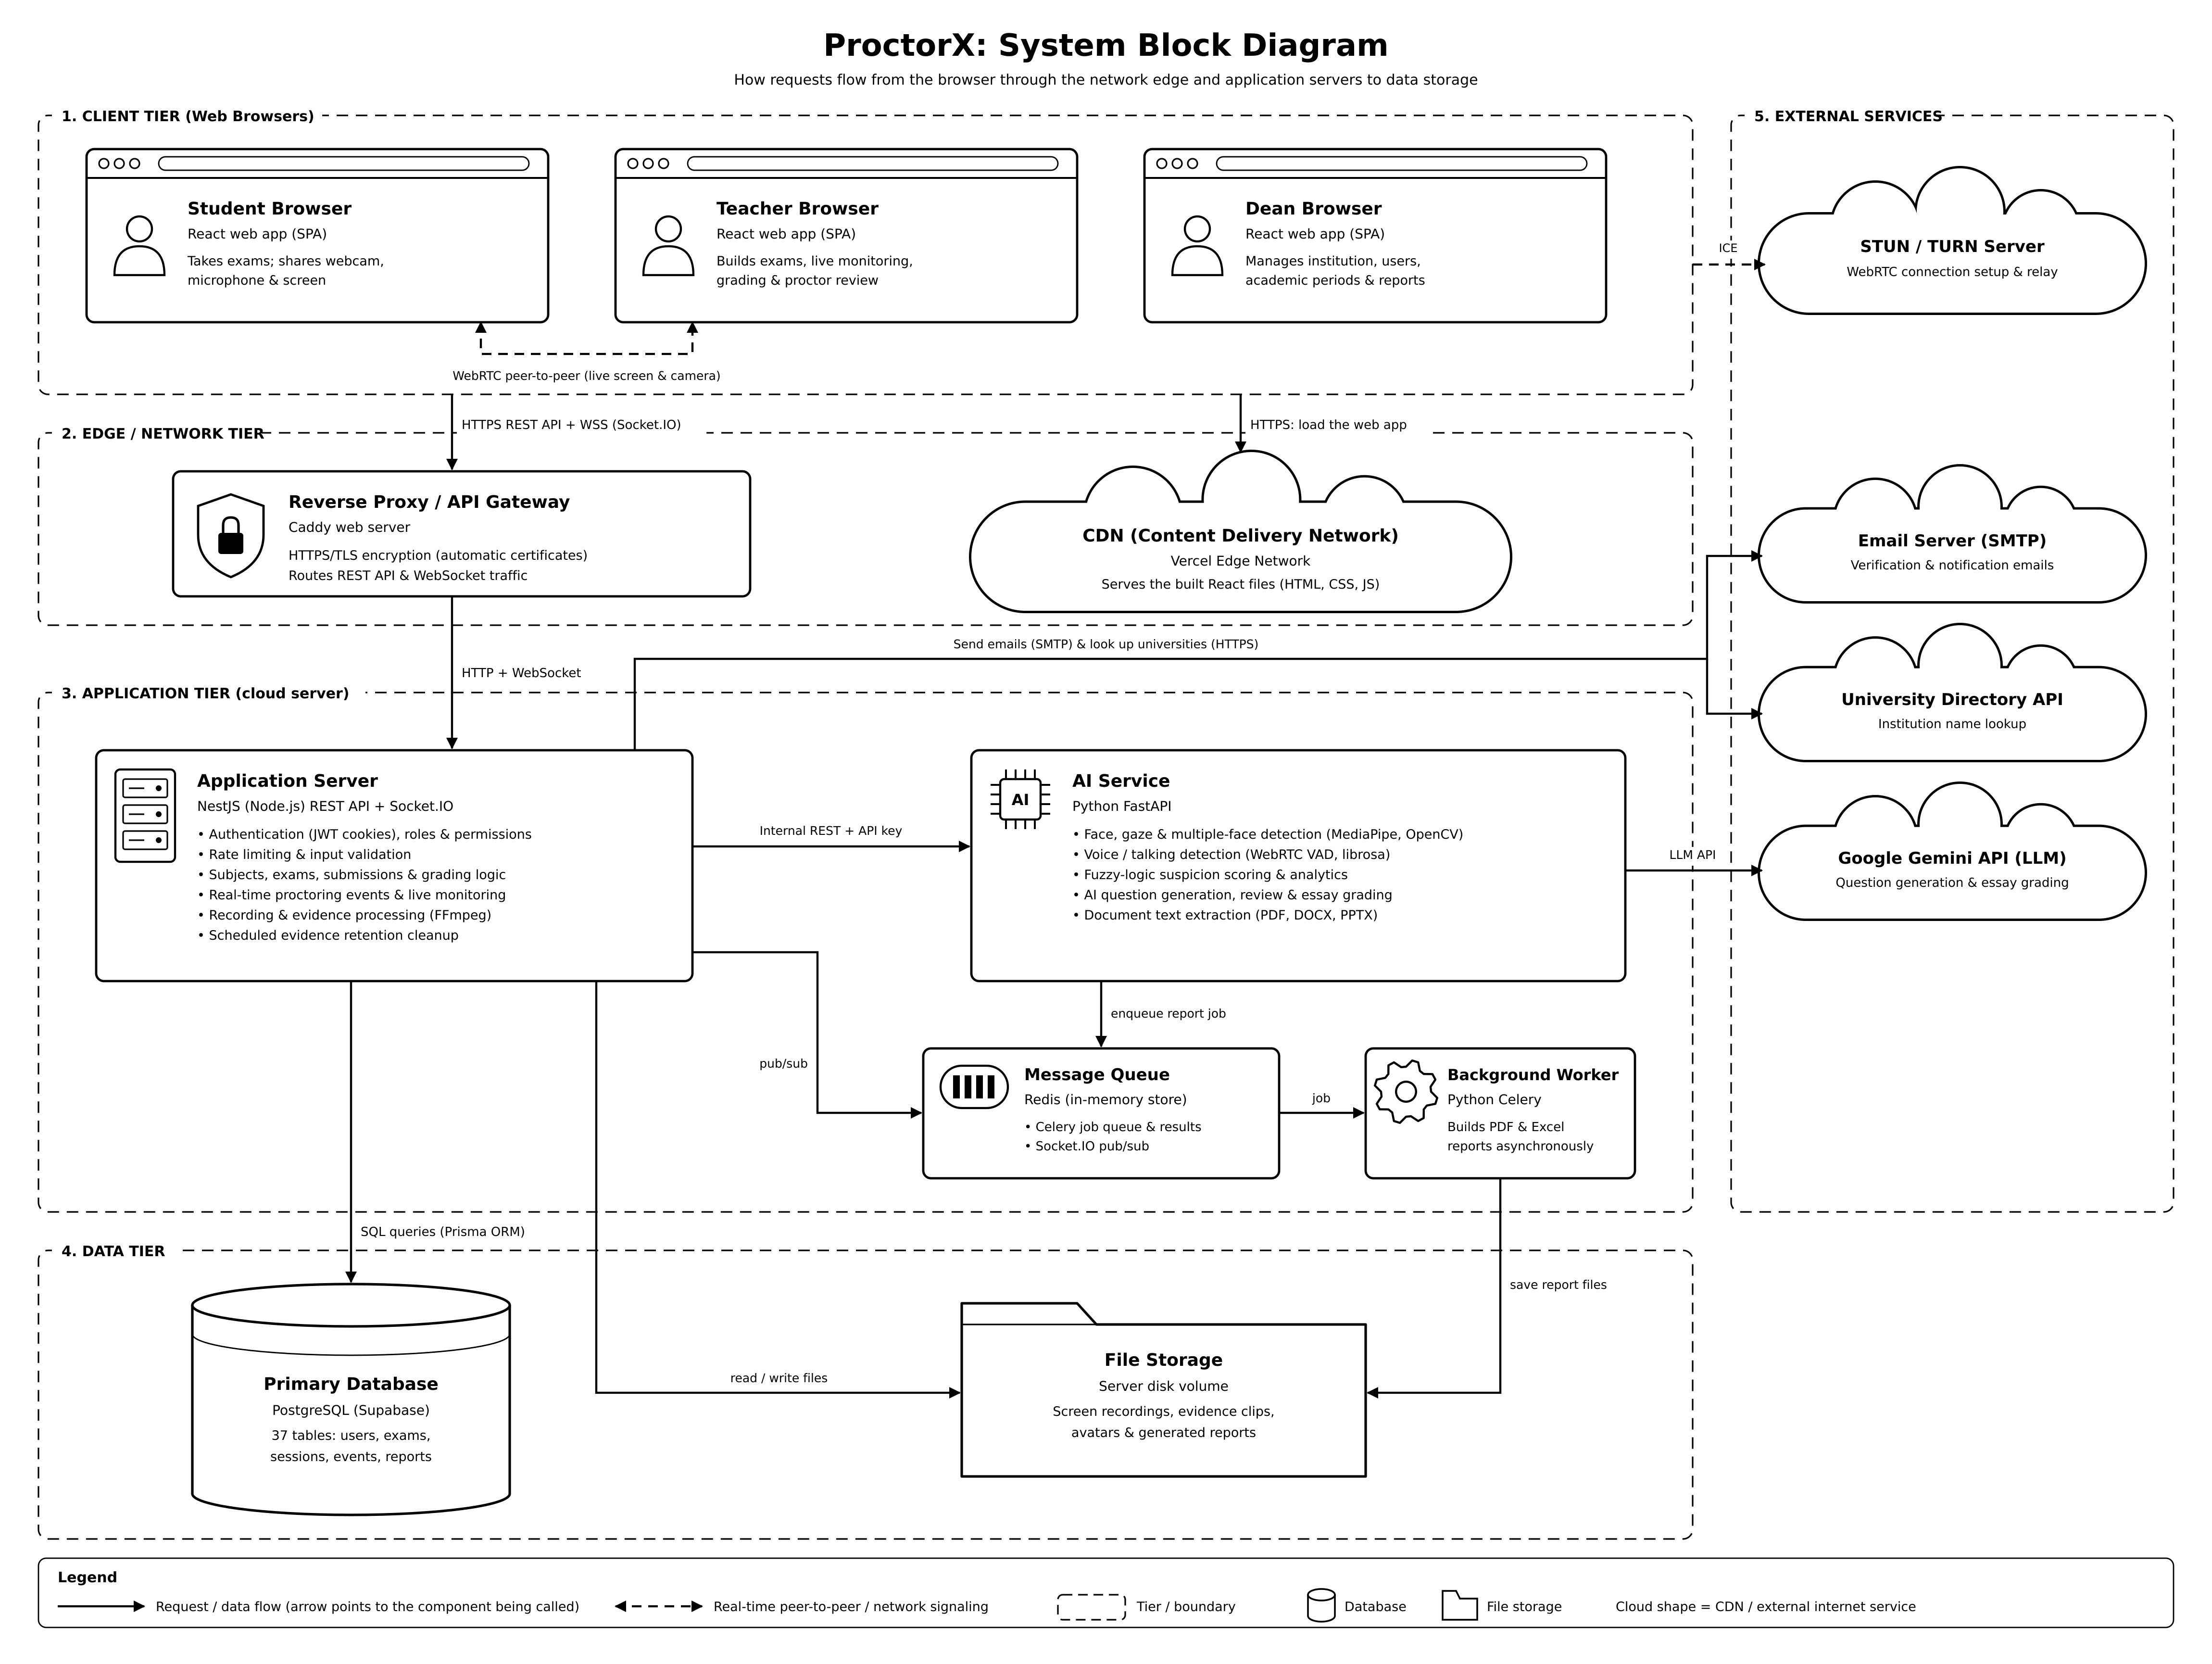 ProctorX: System Block Diagram
How requests flow from the browser through the network edge and application servers to data storage
1. CLIENT TIER (Web Browsers)
Student Browser
React web app (SPA)
Takes exams; shares webcam,
microphone & screen
Teacher Browser
React web app (SPA)
Builds exams, live monitoring,
grading & proctor review
Dean Browser
React web app (SPA)
Manages institution, users,
academic periods & reports
WebRTC peer-to-peer (live screen & camera)
5. EXTERNAL SERVICES
ICE
STUN / TURN Server
WebRTC connection setup & relay
HTTPS REST API + WSS (Socket.IO)
HTTPS: load the web app
2. EDGE / NETWORK TIER
Reverse Proxy / API Gateway
Caddy web server
HTTPS/TLS encryption (automatic certificates)
Routes REST API & WebSocket traffic
CDN (Content Delivery Network)
Vercel Edge Network
Serves the built React files (HTML, CSS, JS)
Email Server (SMTP)
Verification & notification emails
Send emails (SMTP) & look up universities (HTTPS)
HTTP + WebSocket
University Directory API
Institution name lookup
3. APPLICATION TIER (cloud server)
Application Server
NestJS (Node.js) REST API + Socket.IO
• Authentication (JWT cookies), roles & permissions
• Rate limiting & input validation
• Subjects, exams, submissions & grading logic
• Real-time proctoring events & live monitoring
• Recording & evidence processing (FFmpeg)
• Scheduled evidence retention cleanup
Internal REST + API key
AI
AI Service
Python FastAPI
• Face, gaze & multiple-face detection (MediaPipe, OpenCV)
• Voice / talking detection (WebRTC VAD, librosa)
• Fuzzy-logic suspicion scoring & analytics
• AI question generation, review & essay grading
• Document text extraction (PDF, DOCX, PPTX)
LLM API
Google Gemini API (LLM)
Question generation & essay grading
enqueue report job
pub/sub
Message Queue
Redis (in-memory store)
• Celery job queue & results
• Socket.IO pub/sub
job
Background Worker
Python Celery
Builds PDF & Excel
reports asynchronously
SQL queries (Prisma ORM)
4. DATA TIER
save report files
Primary Database
PostgreSQL (Supabase)
37 tables: users, exams,
sessions, events, reports
read / write files
File Storage
Server disk volume
Screen recordings, evidence clips,
avatars & generated reports
Legend
Request / data flow (arrow points to the component being called)
Real-time peer-to-peer / network signaling
Tier / boundary
Database
File storage
Cloud shape = CDN / external internet service